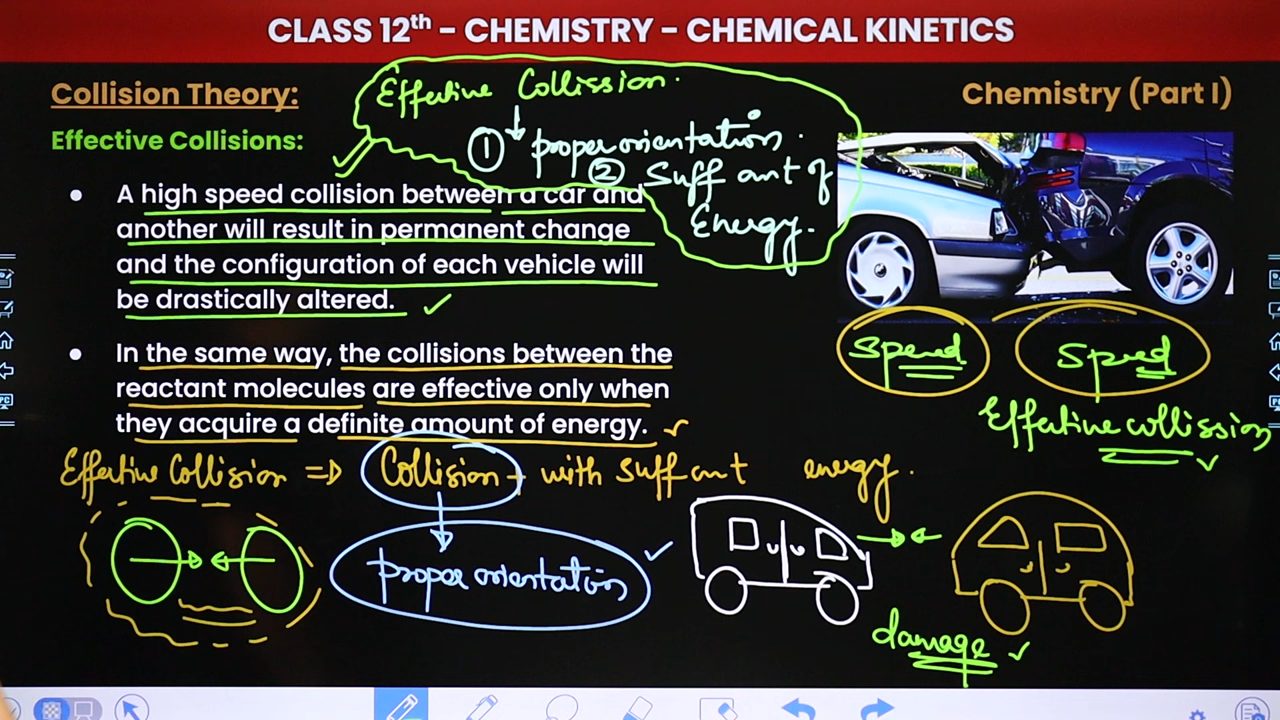 CLASS 12th - CHEMISTRY - CHEMICAL KINETICS
Collision Theory:
Chemistry (Part I)
Effective Collisions:
Effective Collission.
① proper orientation.
② Suff ant of
Energy.
• A high speed collision between a car and
another will result in permanent change
and the configuration of each vehicle will
be drastically altered.
• In the same way, the collisions between the
reactant molecules are effective only when
they acquire a definite amount of energy.
Speed
Speed
Effective collission
Effective Collision => Collision - with suff ant energy.
proper orientation
damage